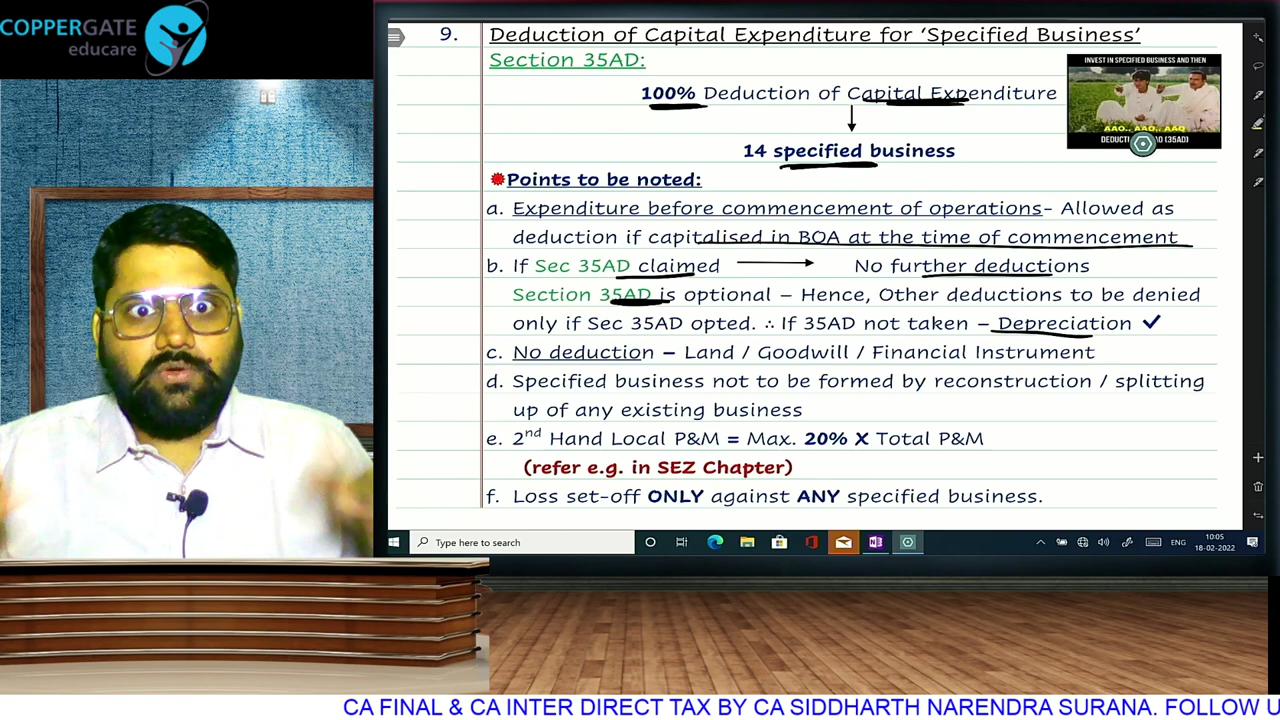 COPPERGATE
educare
9. Deduction of Capital Expenditure for ‘Specified Business’
Section 35AD:
100% Deduction of Capital Expenditure
14 specified business
INVEST IN SPECIFIED BUSINESS AND THEN
AAO.. AAO.. AAO
Points to be noted:
a. Expenditure before commencement of operations- Allowed as
deduction if capitalised in BOA at the time of commencement
b. If Sec 35AD claimed No further deductions
Section 35AD is optional – Hence, Other deductions to be denied
only if Sec 35AD opted. ∴ If 35AD not taken – Depreciation ✓
c. No deduction – Land / Goodwill / Financial Instrument
d. Specified business not to be formed by reconstruction / splitting
up of any existing business
e. 2nd Hand Local P&M = Max. 20% X Total P&M
(refer e.g. in SEZ Chapter)
f. Loss set-off ONLY against ANY specified business.
Type here to search
ENG
10:05
18-02-2022
CA FINAL & CA INTER DIRECT TAX BY CA SIDDHARTH NARENDRA SURANA. FOLLOW U